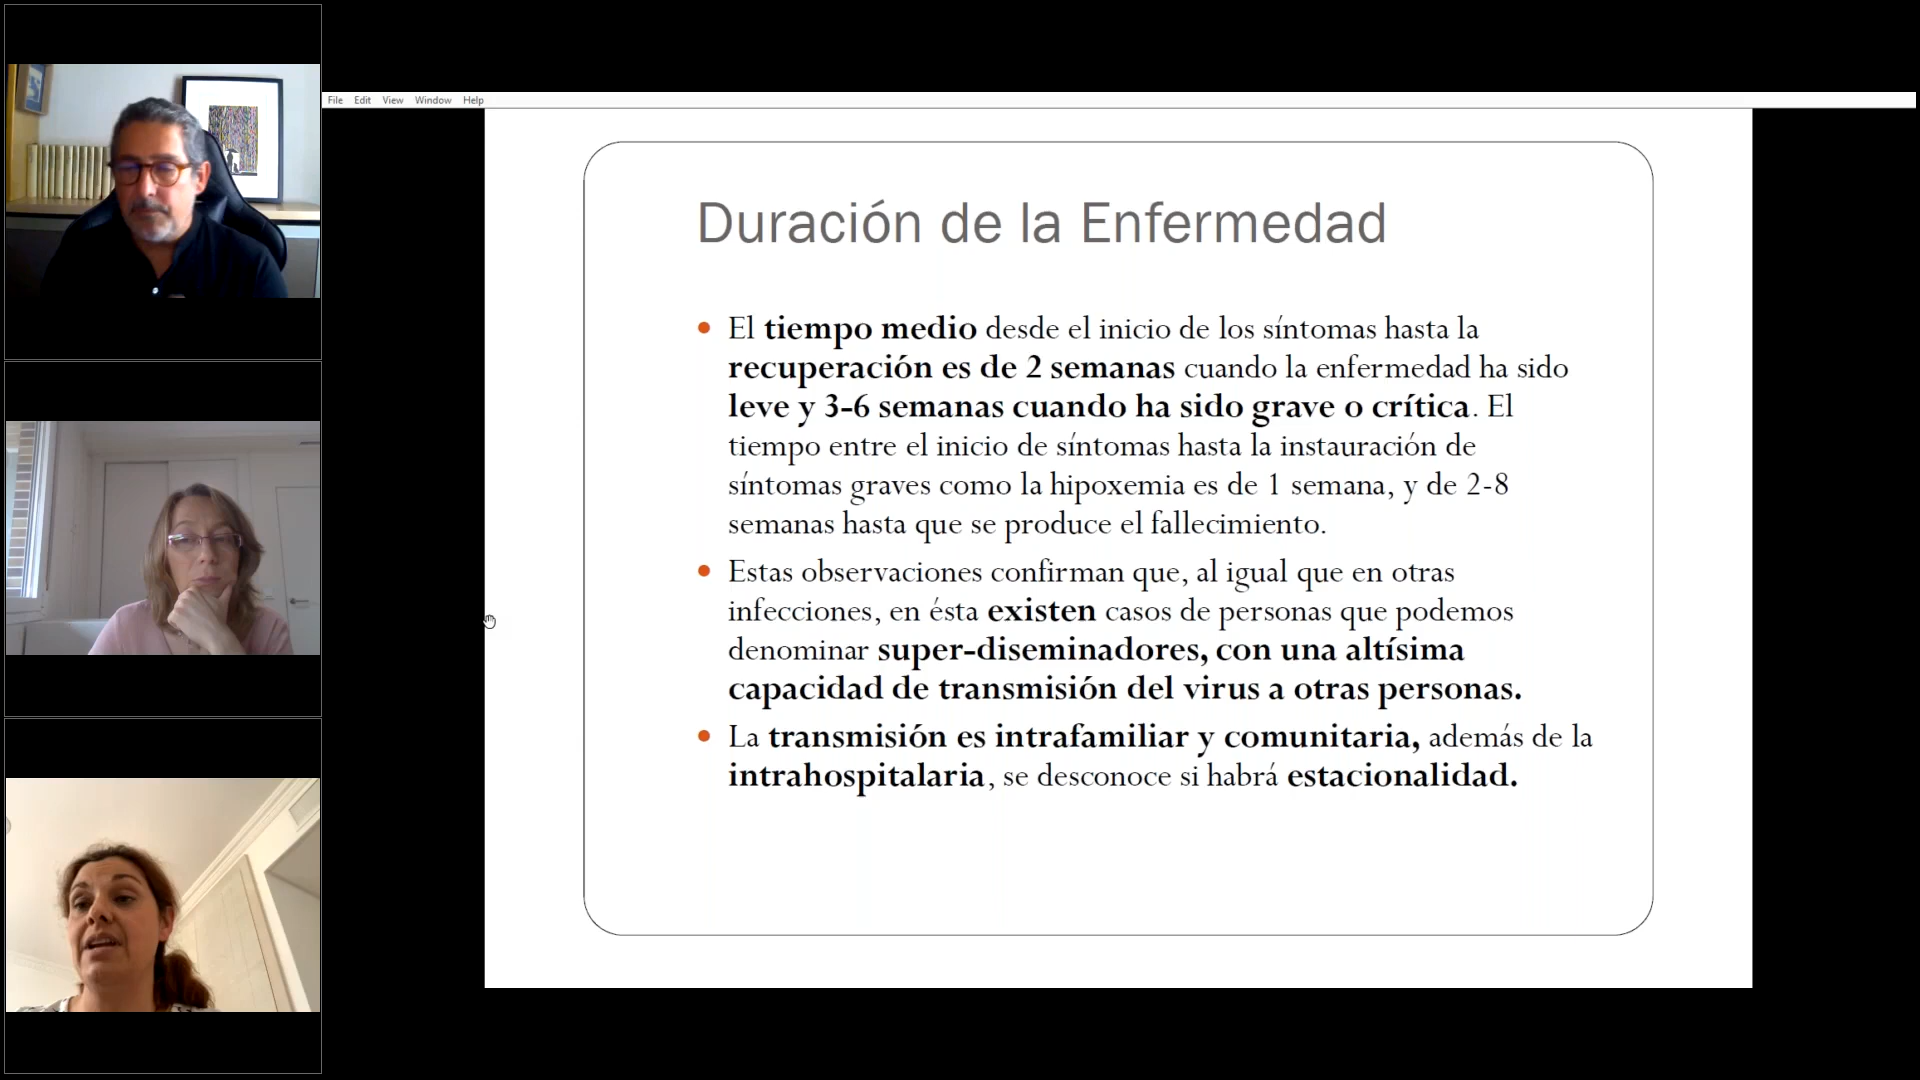 File Edit View Window Help
Duración de la Enfermedad
El tiempo medio desde el inicio de los síntomas hasta la
recuperación es de 2 semanas cuando la enfermedad ha sido
leve y 3-6 semanas cuando ha sido grave o crítica. El
tiempo entre el inicio de síntomas hasta la instauración de
síntomas graves como la hipoxemia es de 1 semana, y de 2-8
semanas hasta que se produce el fallecimiento.
Estas observaciones confirman que, al igual que en otras
infecciones, en ésta existen casos de personas que podemos
denominar super-diseminadores, con una altísima
capacidad de transmisión del virus a otras personas.
La transmisión es intrafamiliar y comunitaria, además de la
intrahospitalaria, se desconoce si habrá estacionalidad.